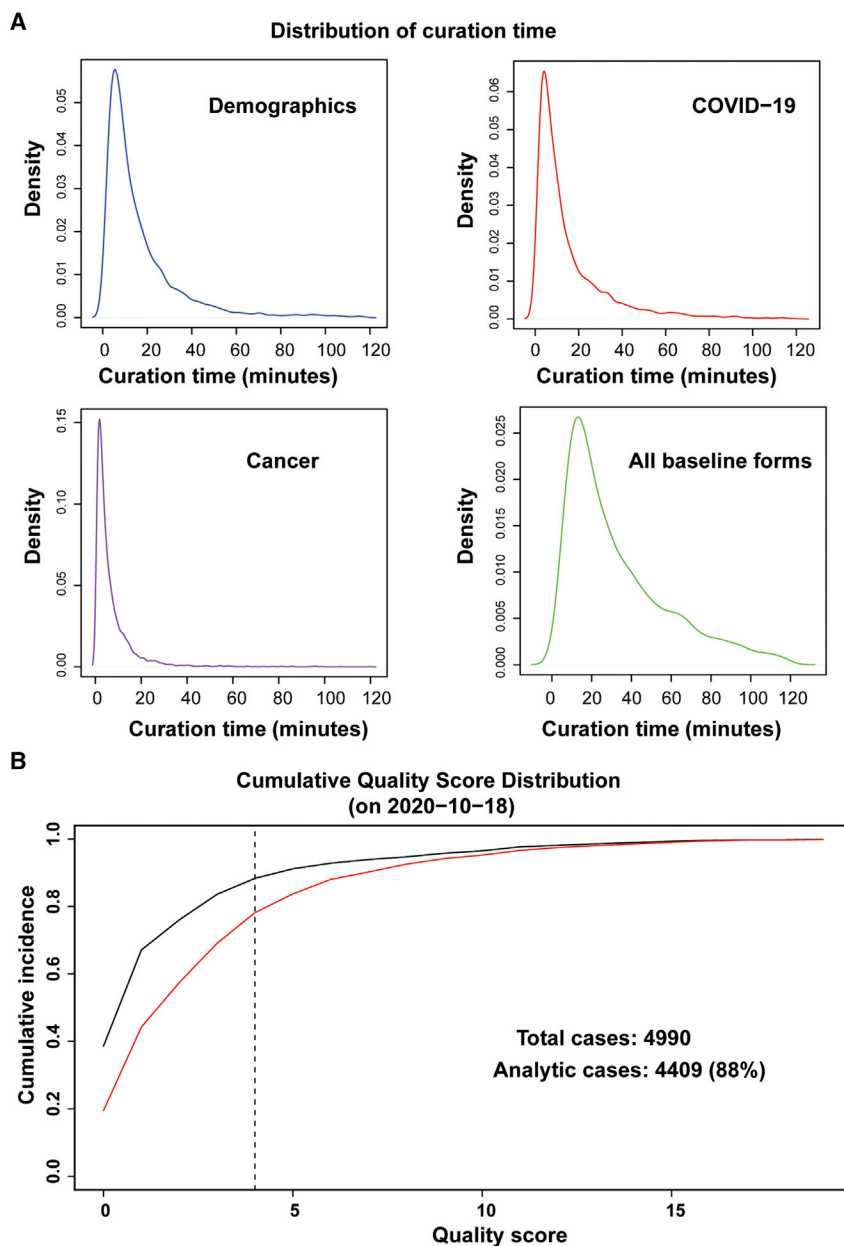 A
Distribution of curation time
Demographics
Density
0.00 0.01 0.02 0.03 0.04 0.05
0 20 40 60 80 100 120
Curation time (minutes)
COVID−19
Density
0.00 0.01 0.02 0.03 0.04 0.05 0.06
0 20 40 60 80 100 120
Curation time (minutes)
Cancer
Density
0.00 0.05 0.10 0.15
0 20 40 60 80 100 120
Curation time (minutes)
All baseline forms
Density
0.000 0.005 0.010 0.015 0.020 0.025
0 20 40 60 80 100 120
Curation time (minutes)
B
Cumulative Quality Score Distribution
(on 2020−10−18)
Cumulative incidence
0.0 0.2 0.4 0.6 0.8 1.0
Total cases: 4990
Analytic cases: 4409 (88%)
0 5 10 15
Quality score